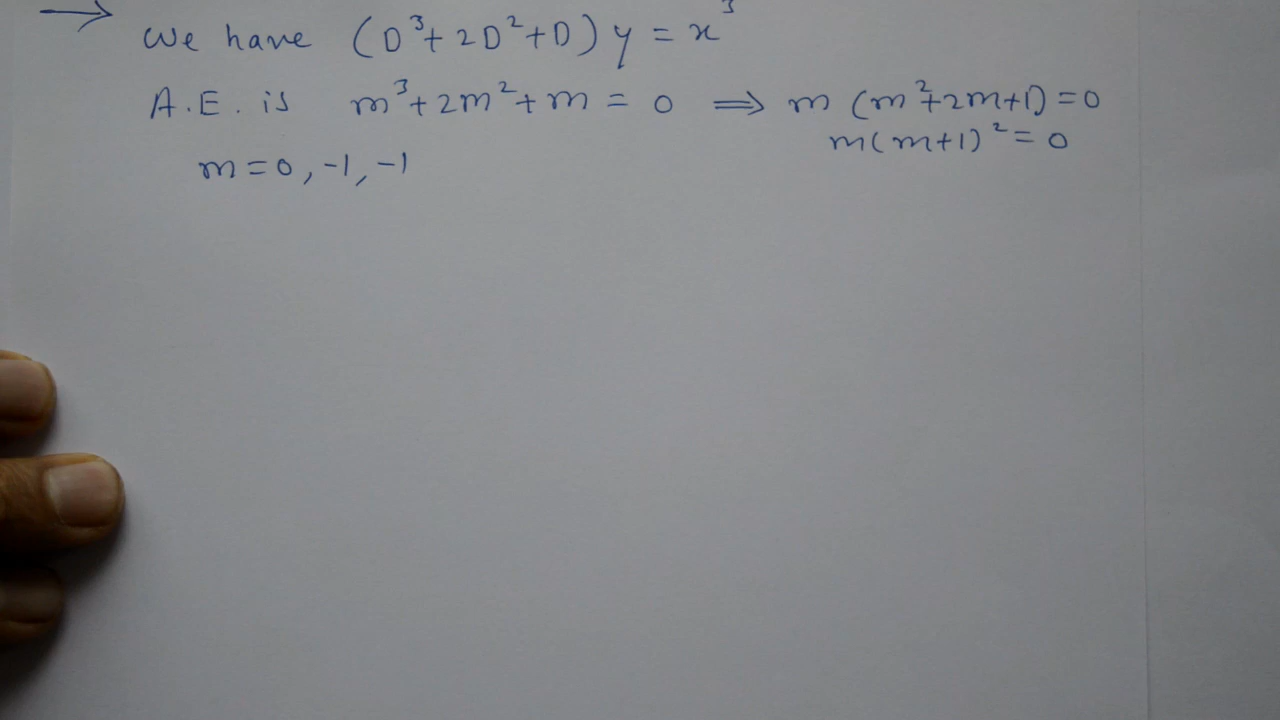 → We have (D³+2D²+D)y = x³
A.E. is m³+2m²+m = 0 ⟹ m(m²+2m+1)=0
m(m+1)²=0
m=0,-1,-1